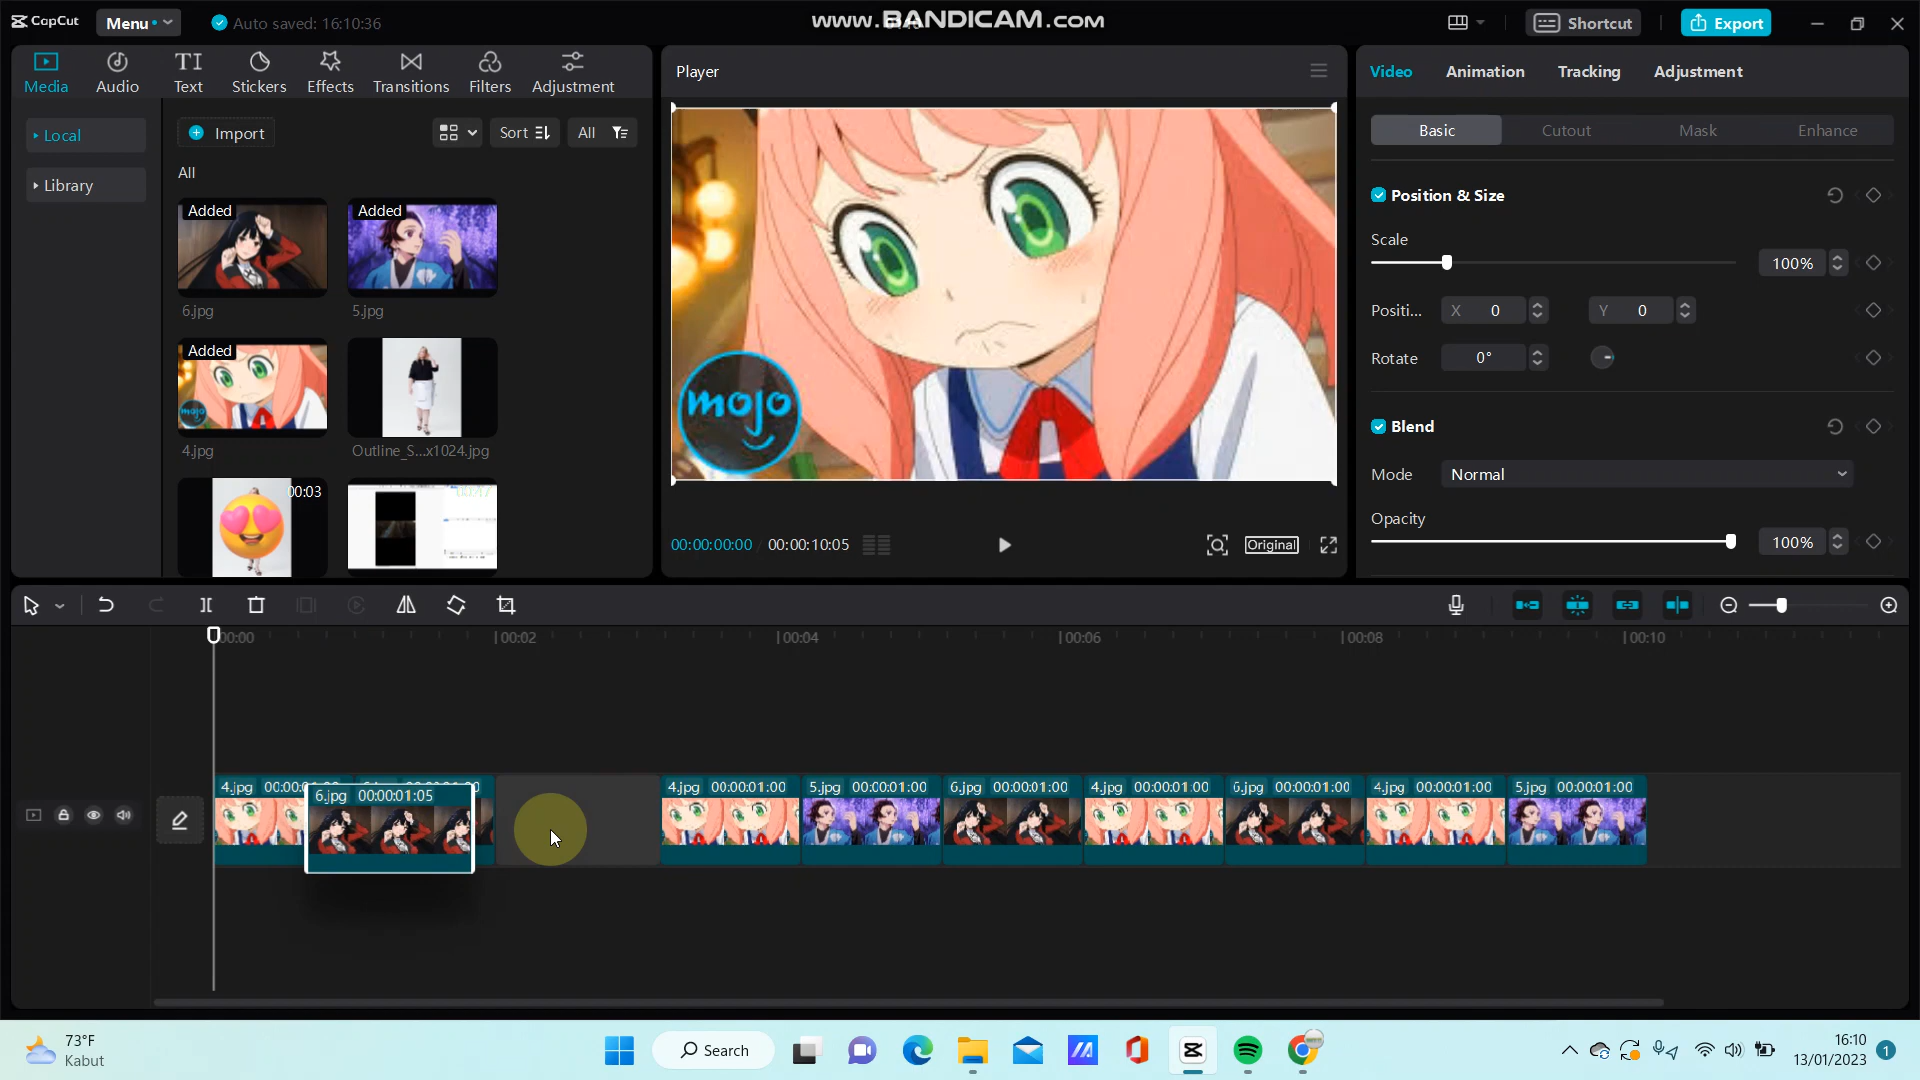 CapCut Menu Auto saved: 16:10:36 www.BANDICAM.com Shortcut Export
Media Audio Text Stickers Effects Transitions Filters Adjustment
Player
Video Animation Tracking Adjustment
Local
Library
Import Sort All
All
Added Added
6.jpg 5.jpg
Added
4.jpg Outline_S...x1024.jpg
00:03
mojo
00:00:00:00 / 00:00:10:05 Original
Basic Cutout Mask Enhance
Position & Size
Scale
100%
Positi... X 0 Y 0
Rotate 0°
Blend
Mode Normal
Opacity
100%
00:00 00:02 00:04 00:06 00:08 00:10
4.jpg
6.jpg 00:00:01:05
4.jpg 00:00:01:00 5.jpg 00:00:01:00 6.jpg 00:00:01:00 4.jpg 00:00:01:00 6.jpg 00:00:01:00 4.jpg 00:00:01:00 5.jpg 00:00:01:00
73°F
Kabut
Search
16:10
13/01/2023 1